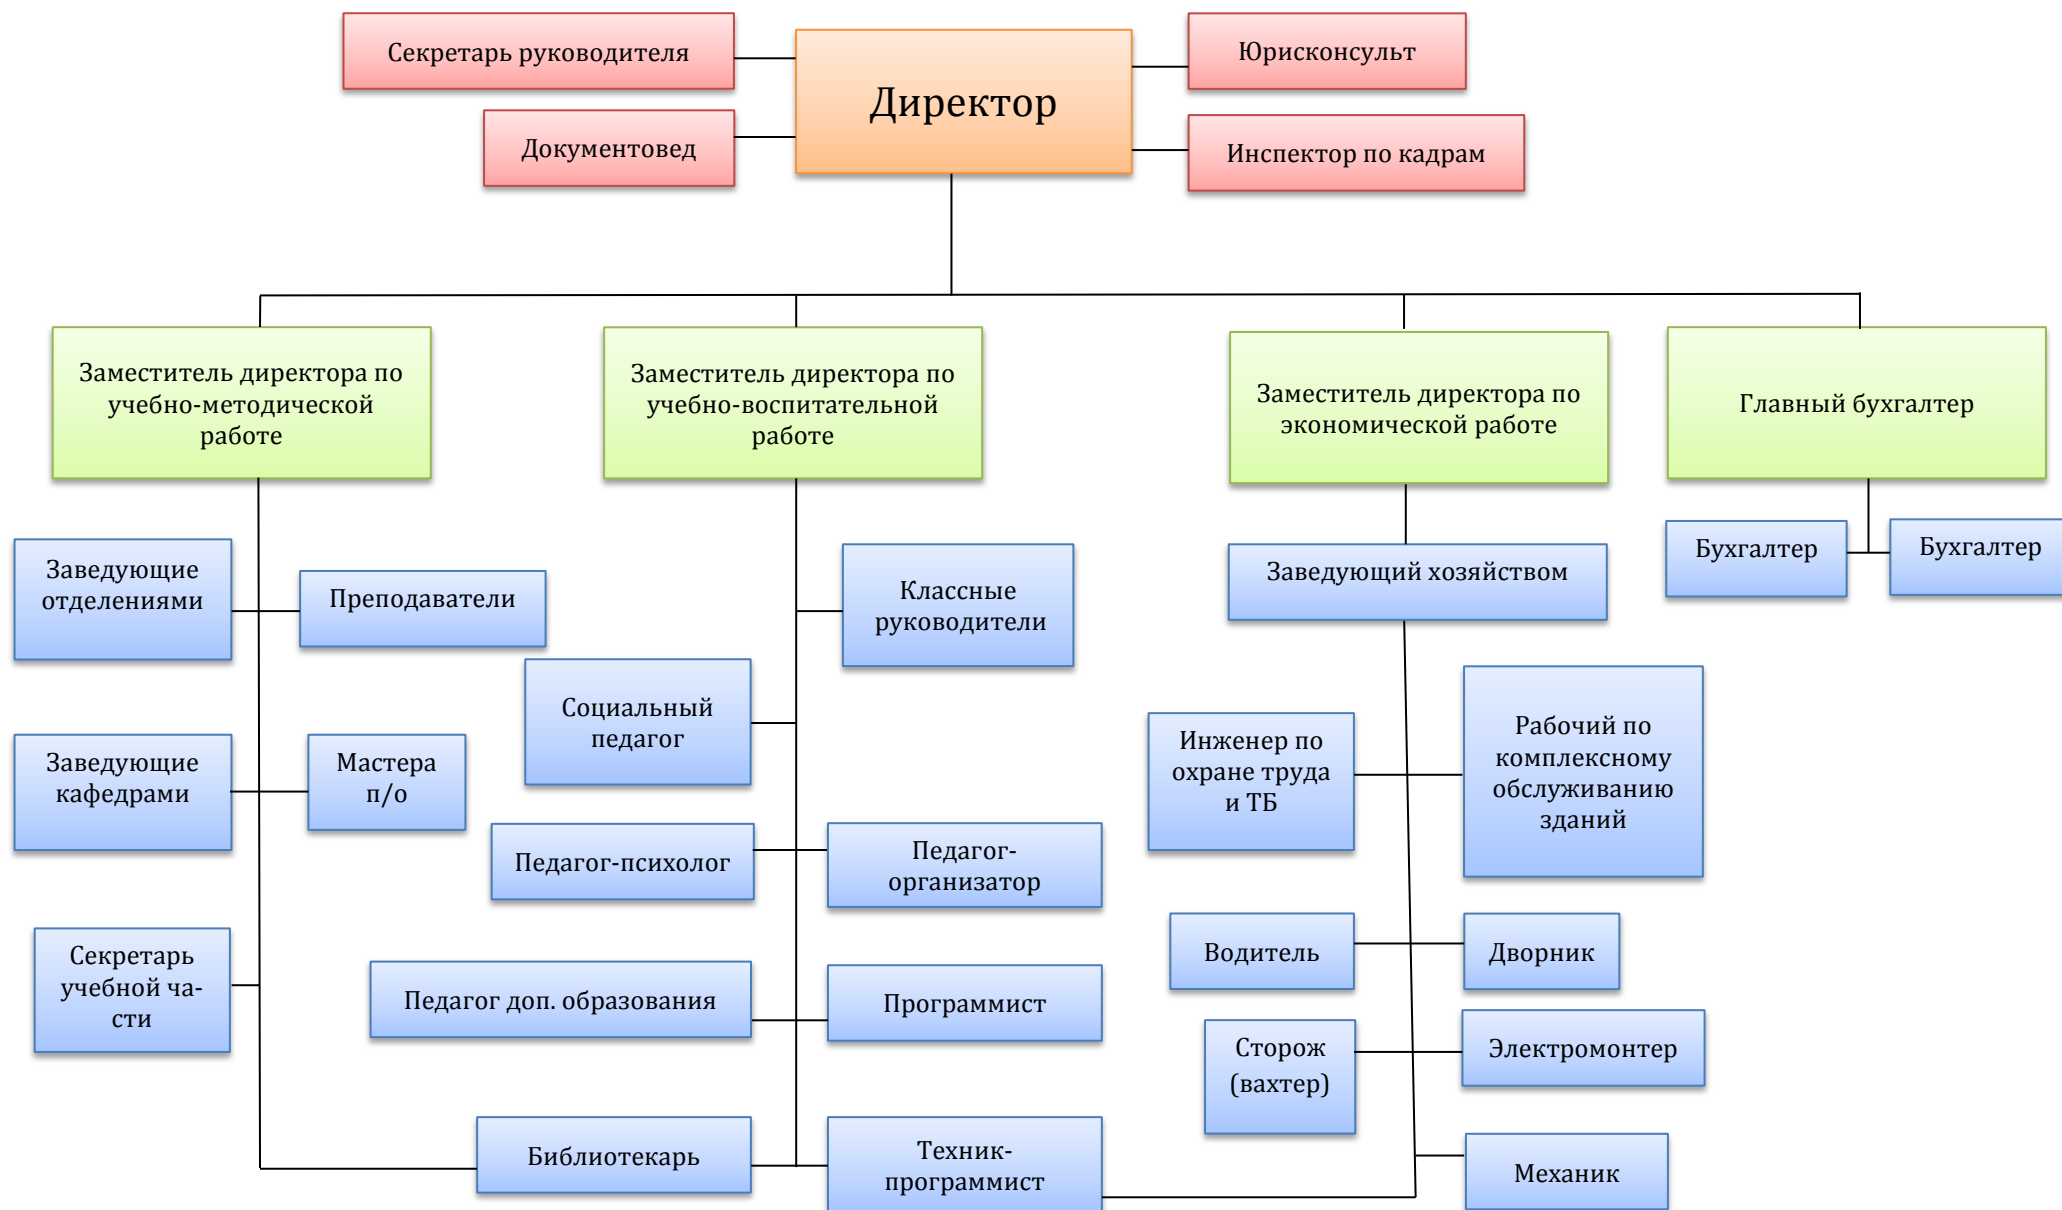 Секретарь руководителя
Директор
Юрисконсульт
Документовед
Инспектор по кадрам
Заместитель директора по
учебно-методической
работе
Заместитель директора по
учебно-воспитательной
работе
Заместитель директора по
экономической работе
Главный бухгалтер
Заведующие
отделениями
Преподаватели
Классные
руководители
Заведующий хозяйством
Бухгалтер
Бухгалтер
Социальный
педагог
Заведующие
кафедрами
Мастера
п/о
Инженер по
охране труда
и ТБ
Рабочий по
комплексному
обслуживанию
зданий
Педагог-психолог
Педагог-
организатор
Секретарь
учебной ча-
сти
Педагог доп. образования
Программист
Водитель
Дворник
Сторож
(вахтер)
Электромонтер
Библиотекарь
Техник-
программист
Механик